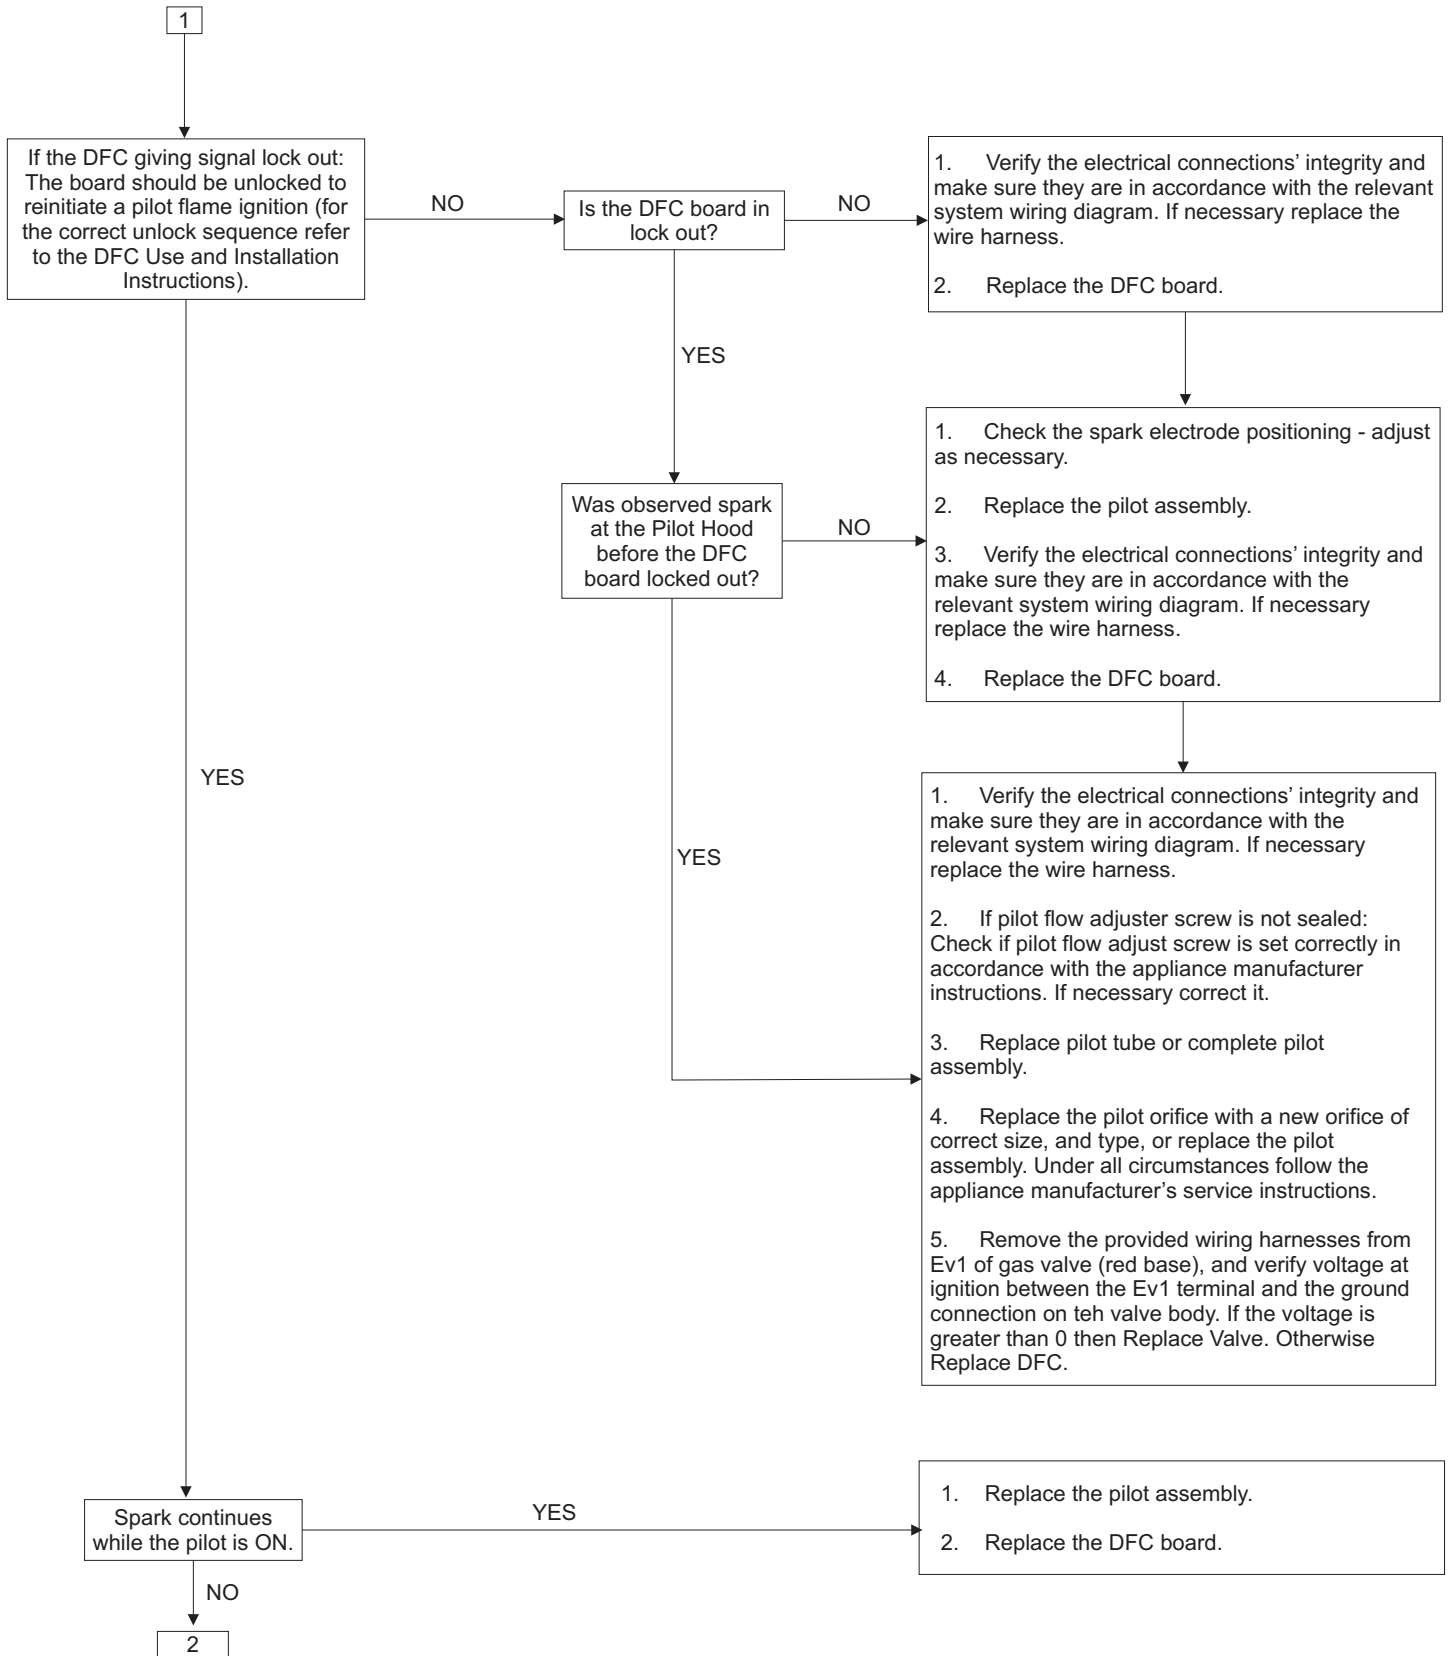 1
If the DFC giving signal lock out:
The board should be unlocked to
reinitiate a pilot flame ignition (for
the correct unlock sequence refer
to the DFC Use and Installation
Instructions).
NO
Is the DFC board in
lock out?
NO
1. Verify the electrical connections’ integrity and
make sure they are in accordance with the relevant
system wiring diagram. If necessary replace the
wire harness.
2. Replace the DFC board.
YES
Was observed spark
at the Pilot Hood
before the DFC
board locked out?
NO
1. Check the spark electrode positioning - adjust
as necessary.
2. Replace the pilot assembly.
3. Verify the electrical connections’ integrity and
make sure they are in accordance with the
relevant system wiring diagram. If necessary
replace the wire harness.
4. Replace the DFC board.
YES
YES
1. Verify the electrical connections’ integrity and
make sure they are in accordance with the
relevant system wiring diagram. If necessary
replace the wire harness.
2. If pilot flow adjuster screw is not sealed:
Check if pilot flow adjust screw is set correctly in
accordance with the appliance manufacturer
instructions. If necessary correct it.
3. Replace pilot tube or complete pilot
assembly.
4. Replace the pilot orifice with a new orifice of
correct size, and type, or replace the pilot
assembly. Under all circumstances follow the
appliance manufacturer’s service instructions.
5. Remove the provided wiring harnesses from
Ev1 of gas valve (red base), and verify voltage at
ignition between the Ev1 terminal and the ground
connection on teh valve body. If the voltage is
greater than 0 then Replace Valve. Otherwise
Replace DFC.
Spark continues
while the pilot is ON.
YES
1. Replace the pilot assembly.
2. Replace the DFC board.
NO
2